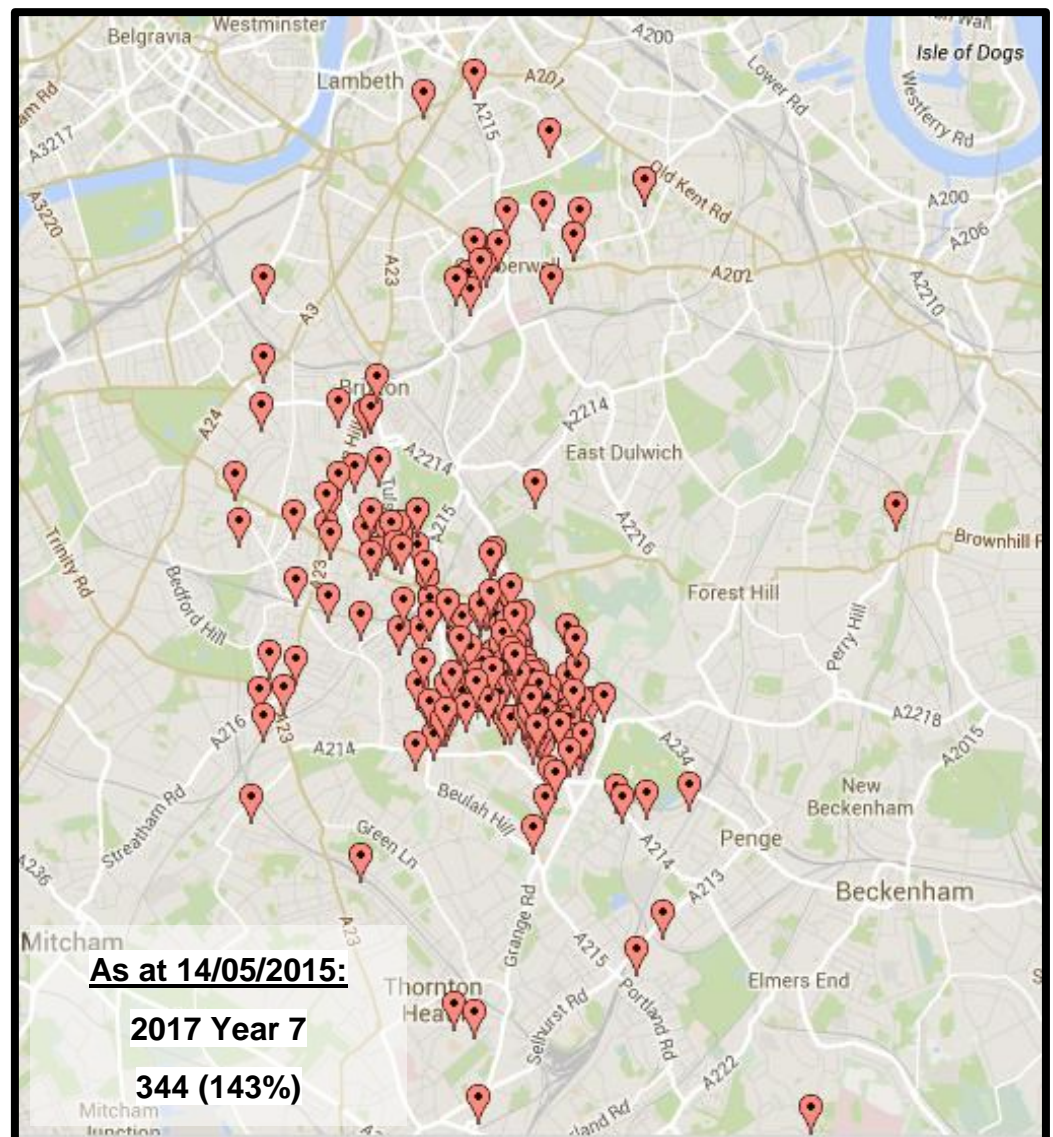 Westminster
Belgravia
A200
Isle of Dogs
Lambeth
A201
Lower Rd
Westferry Rd
A3217
A215
Old Kent Rd
A3220
A200
A206
A23
A202
A2210
A3
A24
A2214
A2214
East Dulwich
A215
A2216
Trinity Rd
Brownhill
A23
Bedford Hill
Forest Hill
Perry Hill
A216
A23
A214
A2218
A234
A2015
Streatham Rd
Beulah Hill
New
Beckenham
Green Ln
Penge
A214
A236
A213
Beckenham
Grange Rd
A23
Mitcham
A215
As at 14/05/2015:
Elmers End
Thornton
Portland Rd
2017 Year 7
Selhurst Rd
344 (143%)
A222
Mitcham
Junction